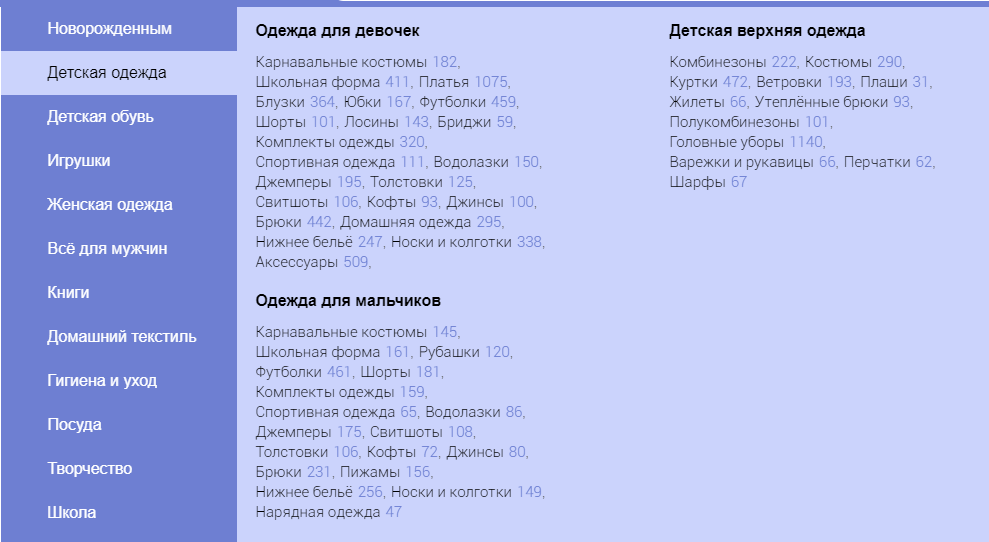 Новорожденным
Детская одежда
Детская обувь
Игрушки
Женская одежда
Всё для мужчин
Книги
Домашний текстиль
Гигиена и уход
Посуда
Творчество
Школа
Одежда для девочек
Карнавальные костюмы 182,
Школьная форма 411, Платья 1075,
Блузки 364, Юбки 167, Футболки 459,
Шорты 101, Лосины 143, Бриджи 59,
Комплекты одежды 320,
Спортивная одежда 111, Водолазки 150,
Джемперы 195, Толстовки 125,
Свитшоты 106, Кофты 93, Джинсы 100,
Брюки 442, Домашняя одежда 295,
Нижнее бельё 247, Носки и колготки 338,
Аксессуары 509,
Одежда для мальчиков
Карнавальные костюмы 145,
Школьная форма 161, Рубашки 120,
Футболки 461, Шорты 181,
Комплекты одежды 159,
Спортивная одежда 65, Водолазки 86,
Джемперы 175, Свитшоты 108,
Толстовки 106, Кофты 72, Джинсы 80,
Брюки 231, Пижамы 156,
Нижнее бельё 256, Носки и колготки 149,
Нарядная одежда 47
Детская верхняя одежда
Комбинезоны 222, Костюмы 290,
Куртки 472, Ветровки 193, Плащи 31,
Жилеты 66, Утеплённые брюки 93,
Полукомбинезоны 101,
Головные уборы 1140,
Варежки и рукавицы 66, Перчатки 62,
Шарфы 67